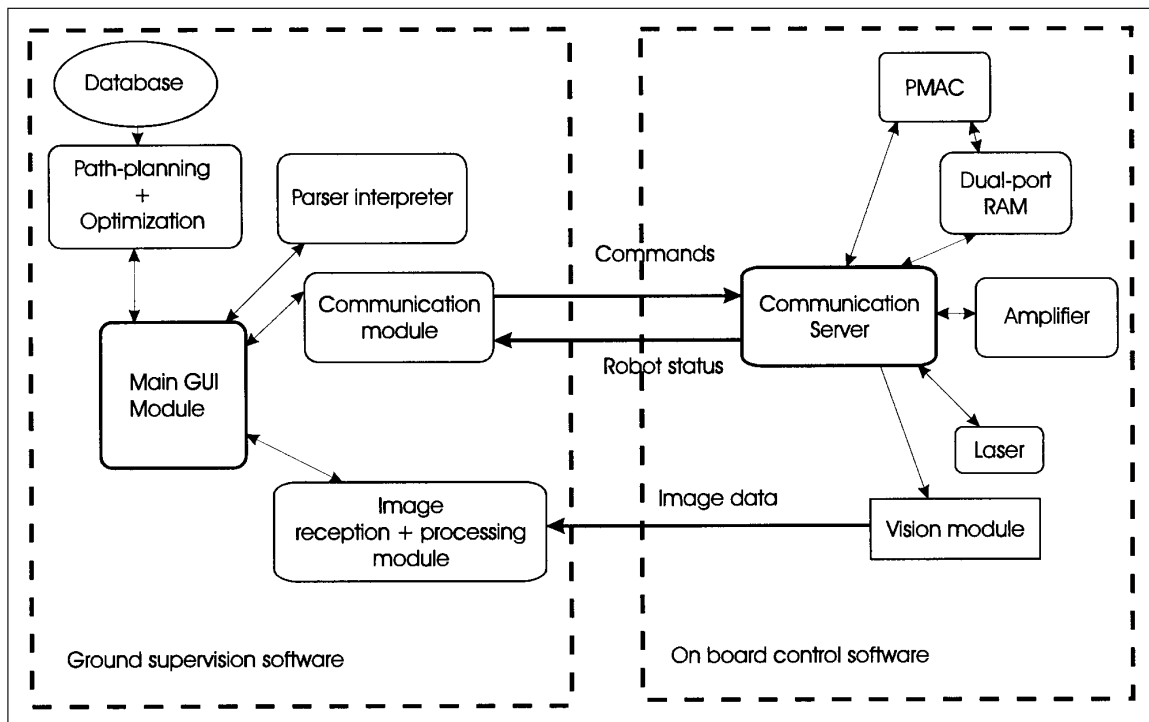 Database
Path-planning
+
Optimization
Parser interpreter
Communication
module
Main GUI
Module
Image
reception + processing
module
Ground supervision software
Commands
Robot status
Image data
PMAC
Dual-port
RAM
Communication
Server
Amplifier
Laser
Vision module
On board control software